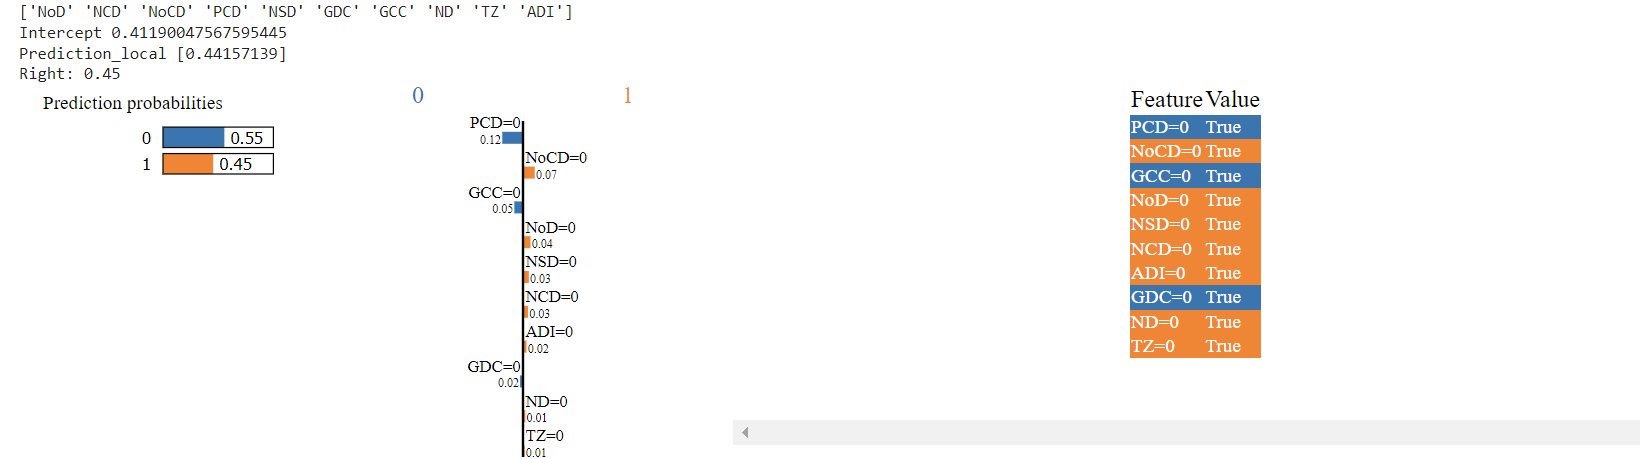 ['NoD' 'NCD' 'NoCD' 'PCD' 'NSD' 'GDC' 'GCC' 'ND' 'TZ' 'ADI']
Intercept 0.41190047567595445
Prediction_local [0.44157139]
Right: 0.45
Prediction probabilities
0 0.55
1 0.45
0 1
PCD=0
0.12
NoCD=0
0.07
GCC=0
0.05
NoD=0
0.04
NSD=0
0.03
NCD=0
0.03
ADI=0
0.02
GDC=0
0.02
ND=0
0.01
TZ=0
0.01
Feature Value
PCD=0 True
NoCD=0 True
GCC=0 True
NoD=0 True
NSD=0 True
NCD=0 True
ADI=0 True
GDC=0 True
ND=0 True
TZ=0 True